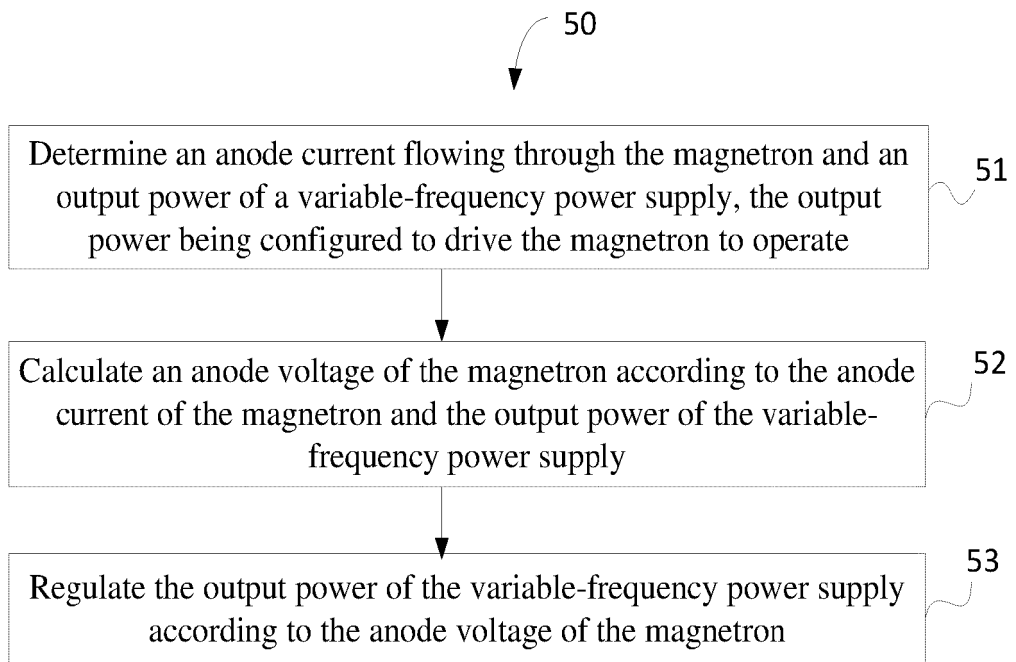 50
Determine an anode current flowing through the magnetron and an
output power of a variable-frequency power supply, the output
power being configured to drive the magnetron to operate
51
Calculate an anode voltage of the magnetron according to the anode
current of the magnetron and the output power of the variable-
frequency power supply
52
Regulate the output power of the variable-frequency power supply
according to the anode voltage of the magnetron
53